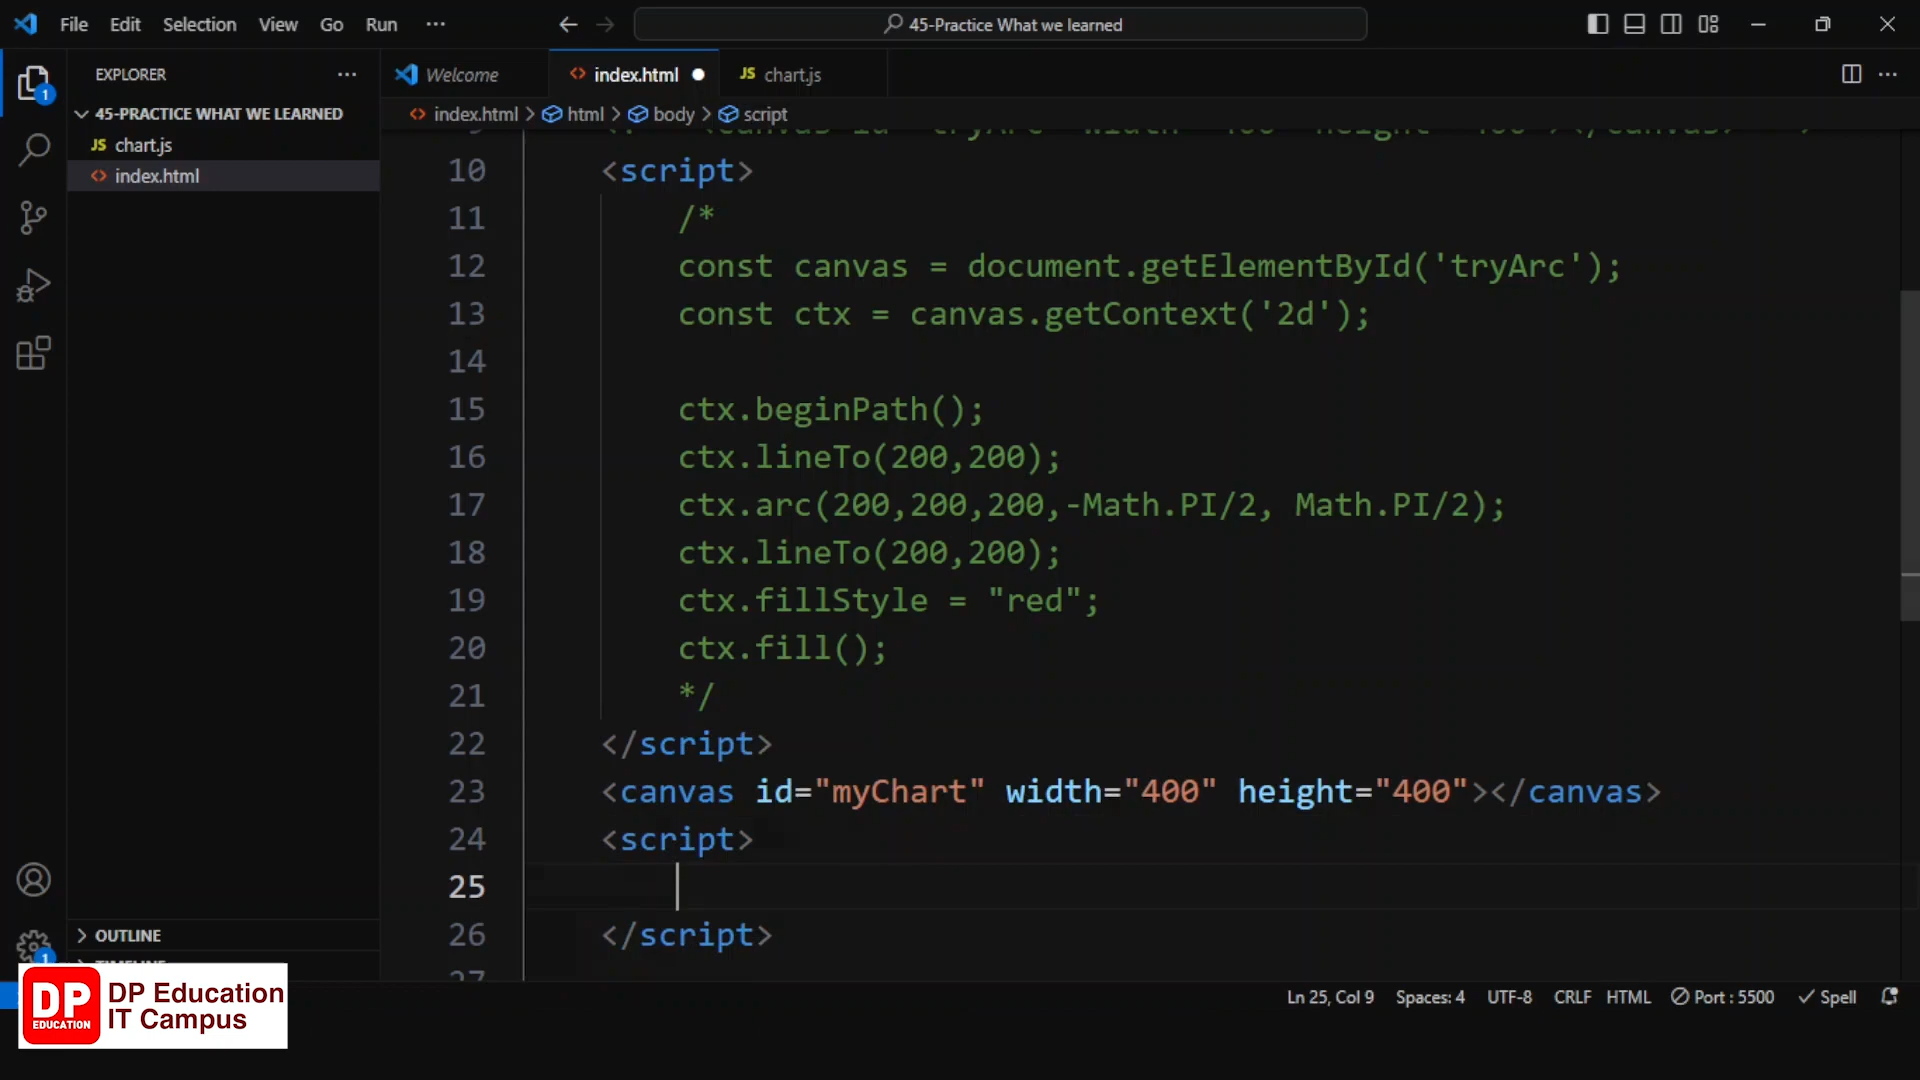 File Edit Selection View Go Run ··· 45-Practice What we learned
EXPLORER
45-PRACTICE WHAT WE LEARNED
JS chart.js
<> index.html
Welcome
<> index.html
JS chart.js
<> index.html > html > body > script
10 <script>
11 /*
12 const canvas = document.getElementById('tryArc');
13 const ctx = canvas.getContext('2d');
14
15 ctx.beginPath();
16 ctx.lineTo(200,200);
17 ctx.arc(200,200,200,-Math.PI/2, Math.PI/2);
18 ctx.lineTo(200,200);
19 ctx.fillStyle = "red";
20 ctx.fill();
21 */
22 </script>
23 <canvas id="myChart" width="400" height="400"></canvas>
24 <script>
25
26 </script>
1
1
OUTLINE
DP EDUCATION
DP Education
IT Campus
Ln 25, Col 9 Spaces: 4 UTF-8 CRLF HTML Port : 5500 Spell